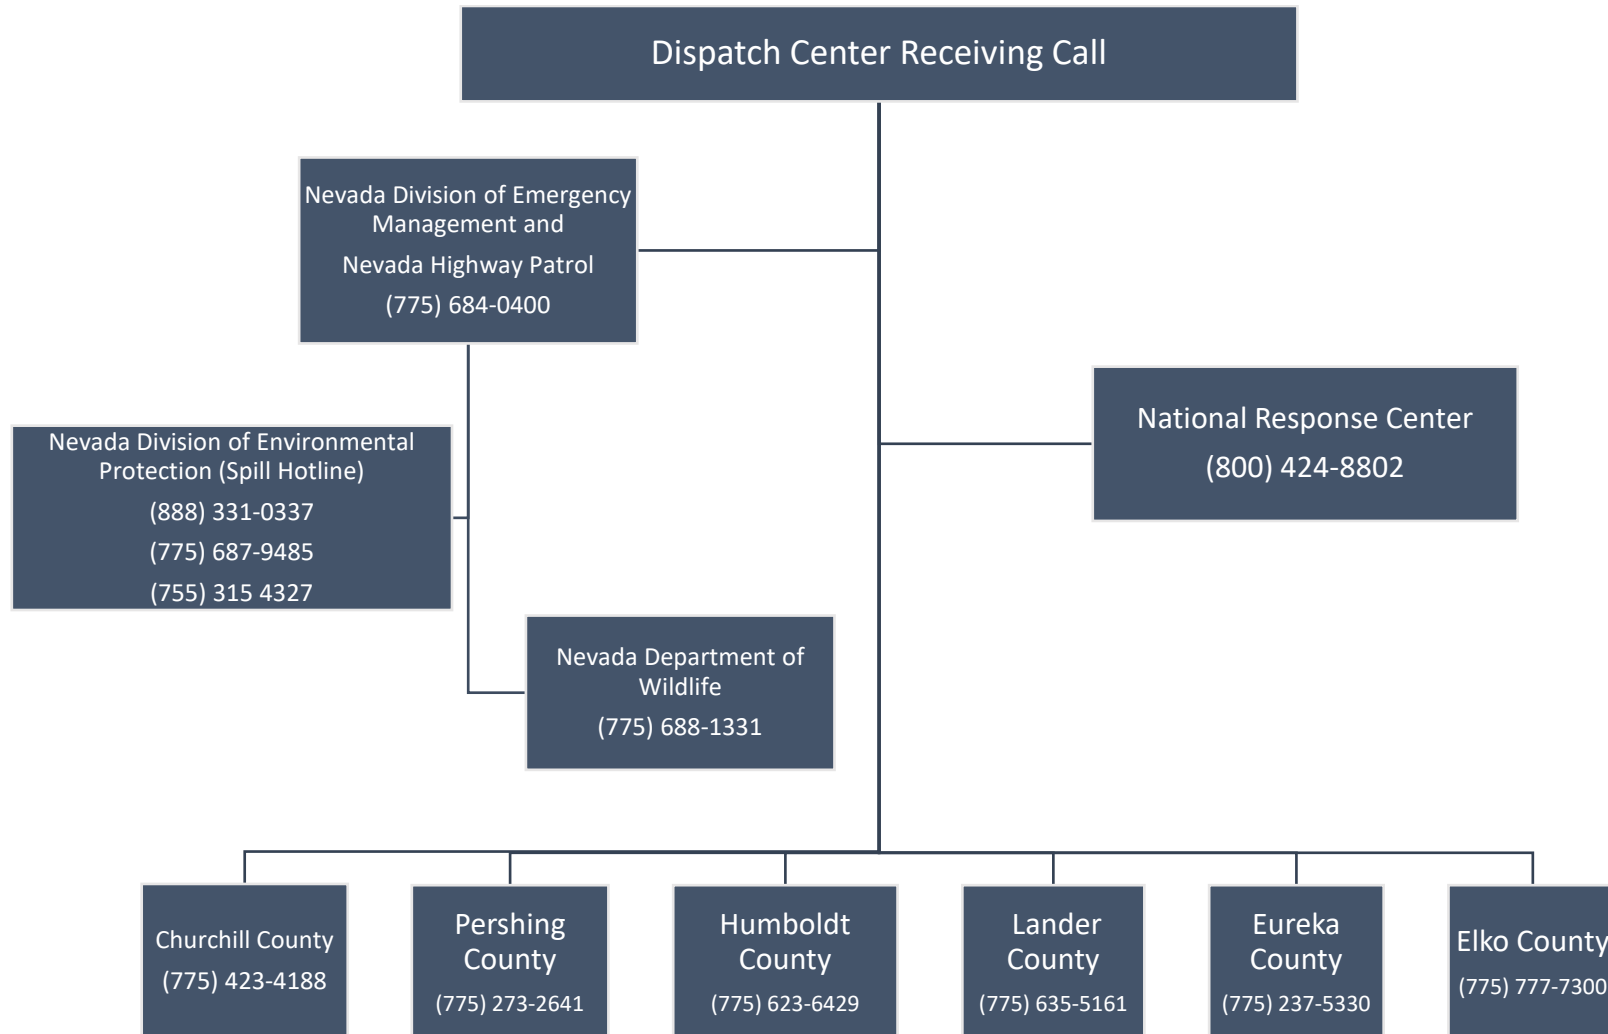 Dispatch Center Receiving Call
Nevada Division of Emergency
Management and
Nevada Highway Patrol
(775) 684-0400
National Response Center
(800) 424-8802
Nevada Division of Environmental
Protection (Spill Hotline)
(888) 331-0337
(775) 687-9485
(755) 315 4327
Nevada Department of
Wildlife
(775) 688-1331
Churchill County
(775) 423-4188
Pershing
County
(775) 273-2641
Humboldt
County
(775) 623-6429
Lander
County
(775) 635-5161
Eureka
County
(775) 237-5330
Elko County
(775) 777-7300